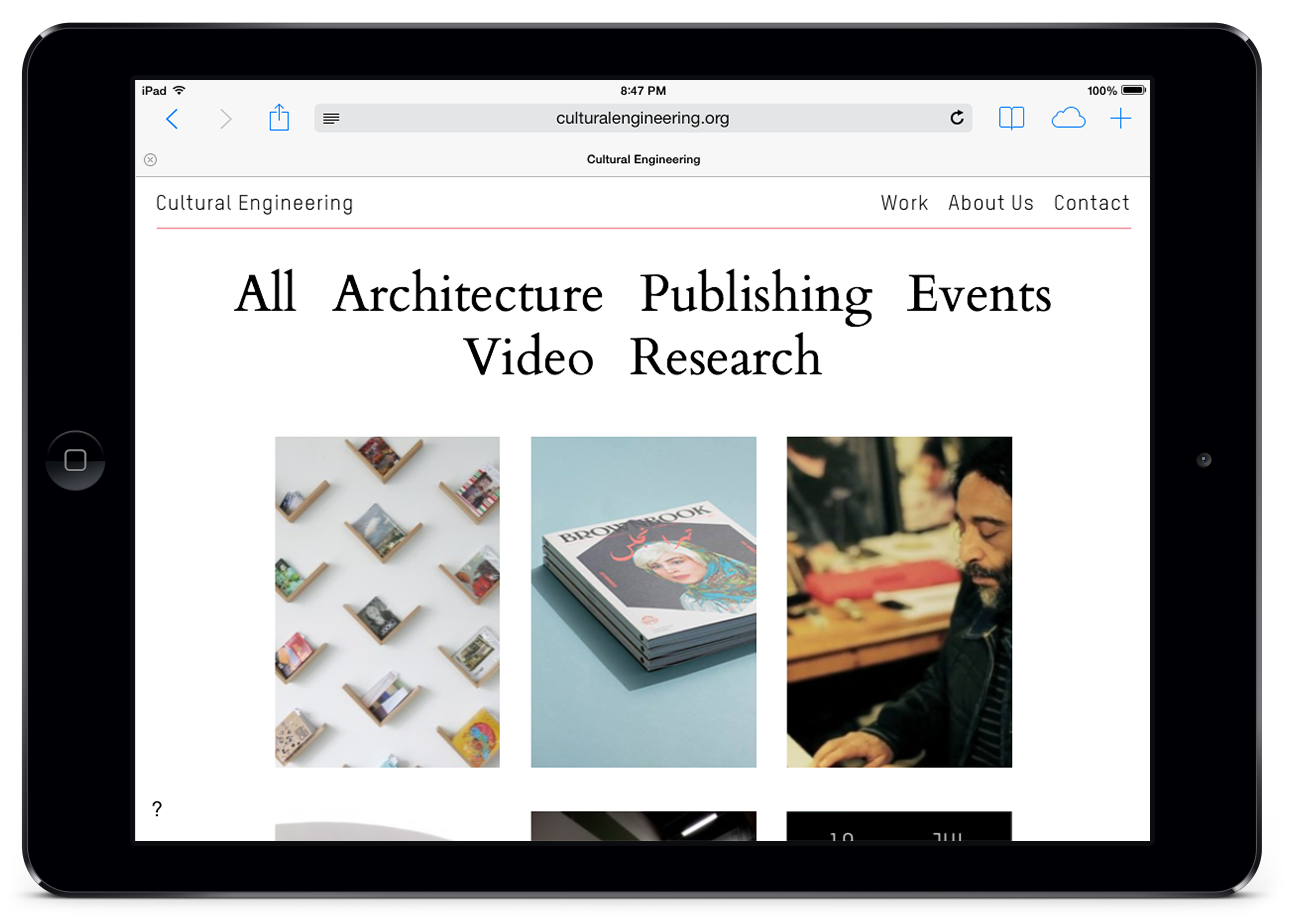 iPad 8:47 PM 100%
culturalengineering.org
Cultural Engineering
Cultural Engineering Work About Us Contact
All Architecture Publishing Events
Video Research
BROWNBOOK
?